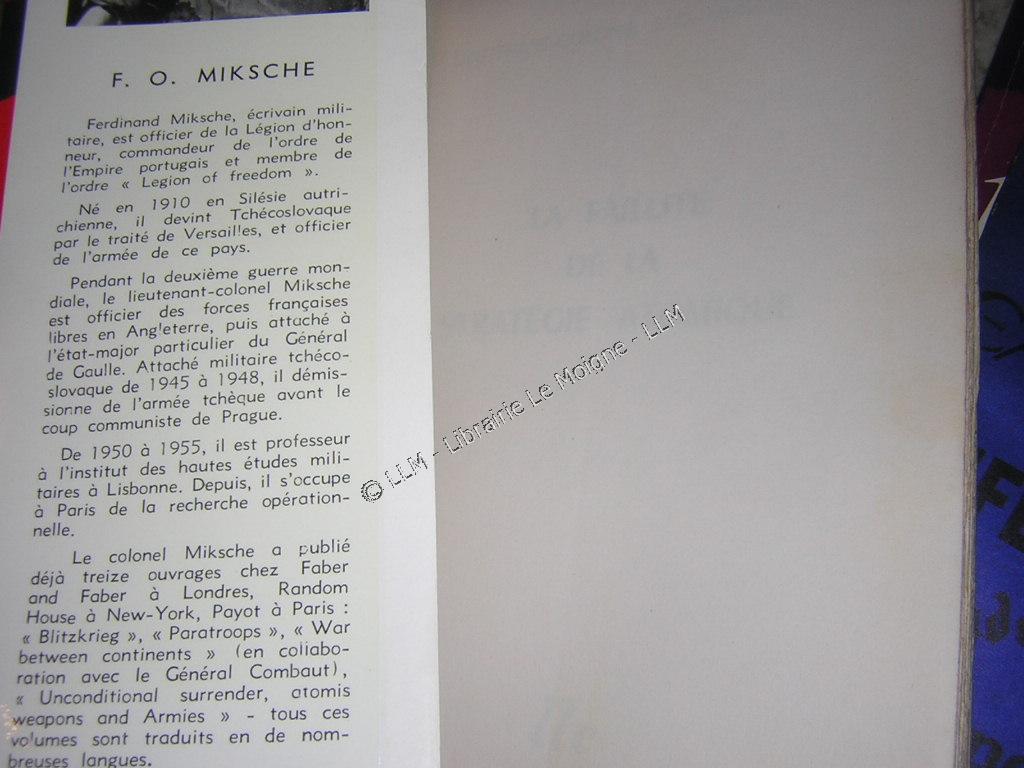 F. O. MIKSCHE
Ferdinand Miksche, écrivain mili-
taire, est officier de la Légion d'hon-
neur, commandeur de l'ordre de
l'Empire portugais et membre de
l'ordre « Legion of freedom ».
Né en 1910 en Silésie autri-
chienne, il devint Tchécoslovaque
par le traité de Versailles, et officier
de l'armée de ce pays.
Pendant la deuxième guerre mon-
diale, le lieutenant-colonel Miksche
est officier des forces françaises
libres en Angleterre, puis attaché à
l'état-major particulier du Général
de Gaulle. Attaché militaire tchéco-
slovaque de 1945 à 1948, il démis-
sionne de l'armée tchèque avant le
coup communiste de Prague.
De 1950 à 1955, il est professeur
à l'institut des hautes études mili-
taires à Lisbonne. Depuis, il s'occupe
à Paris de la recherche opération-
nelle.
Le colonel Miksche a publié
déjà treize ouvrages chez Faber
and Faber à Londres, Random
House à New-York, Payot à Paris :
« Blitzkrieg », « Paratroops », « War
between continents » (en collabo-
ration avec le Général Combaut),
« Unconditional surrender, atomis
weapons and Armies » - tous ces
volumes sont traduits en de nom-
breuses langues.
LA FAILLITE
DE LA
STRATEGIE ATOMIQUE
© LLM - Librairie Le Moigne - LLM